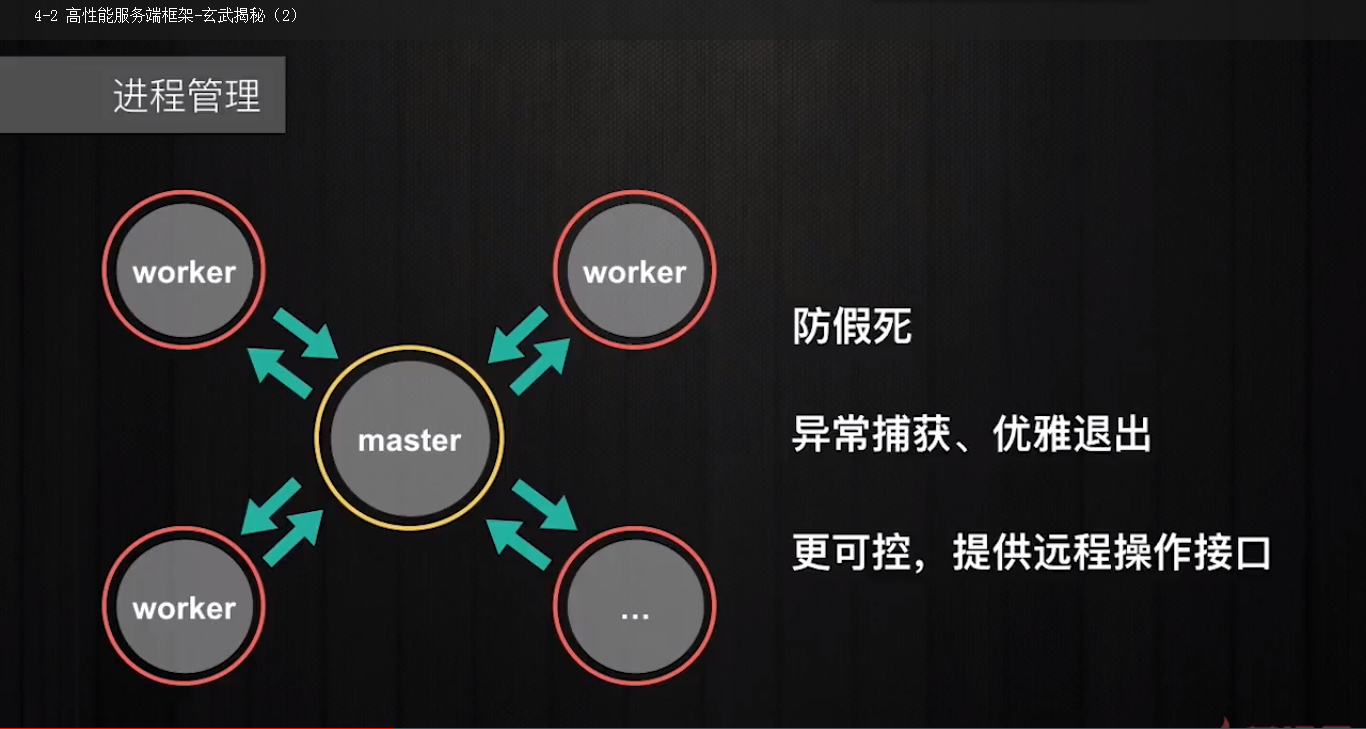 4-2 高性能服务端框架-玄武揭秘（2）
进程管理
worker
worker
master
worker
...
防假死
异常捕获、优雅退出
更可控，提供远程操作接口